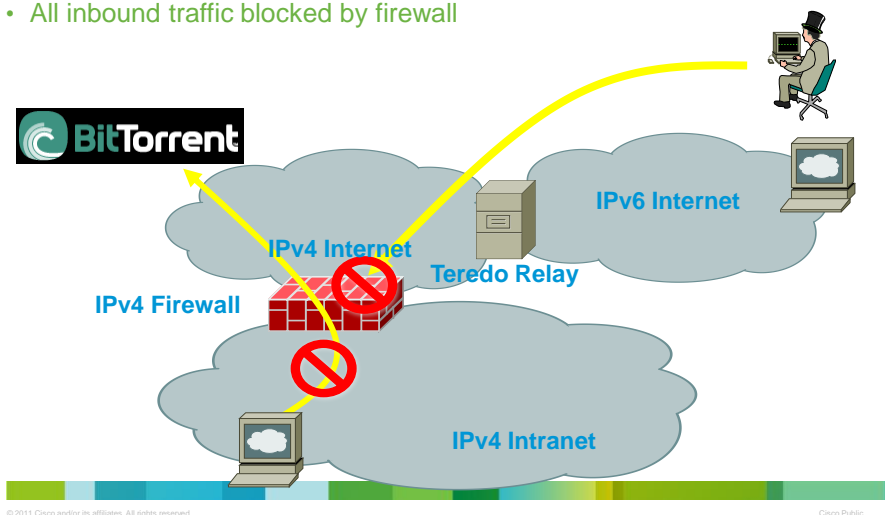 • All inbound traffic blocked by firewall
BitTorrent
IPv6 Internet
IPv4 Internet
Teredo Relay
IPv4 Firewall
IPv4 Intranet
© 2011 Cisco and/or its affiliates. All rights reserved.
Cisco Public